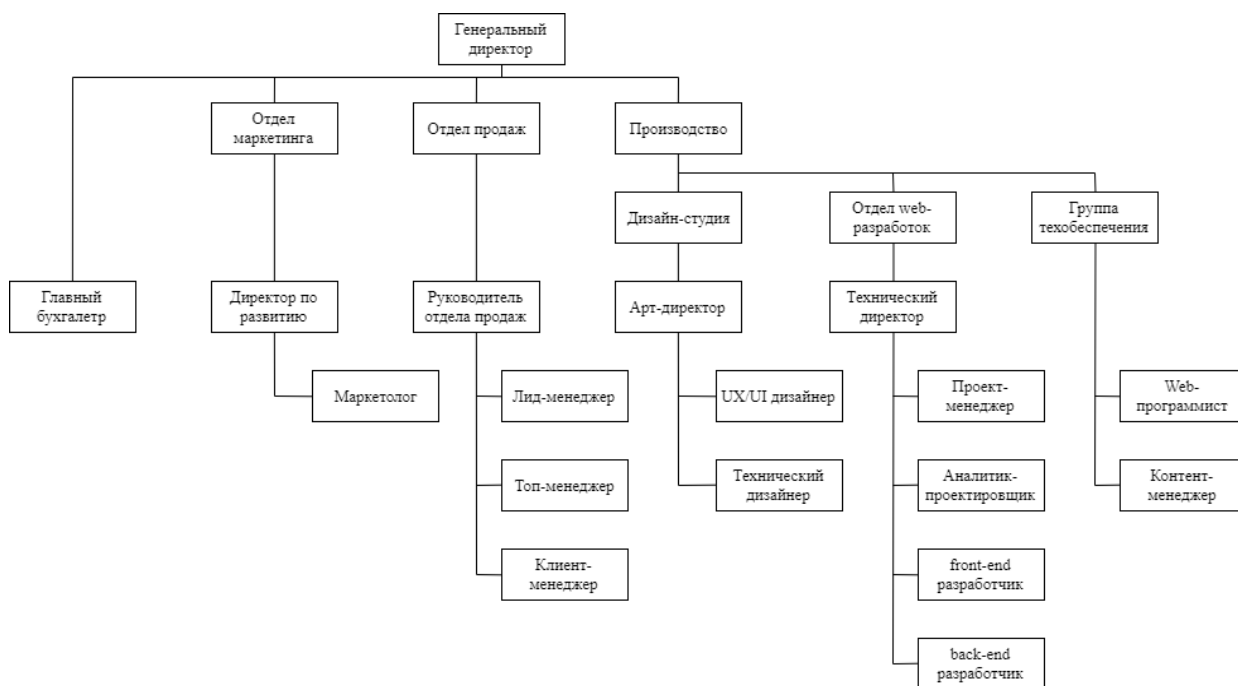 Генеральный
директор
Отдел
маркетинга
Отдел продаж
Производство
Дизайн-студия
Отдел web-
разработок
Группа
техобеспечения
Главный
бухгалетр
Директор по
развитию
Руководитель
отдела продаж
Арт-директор
Технический
директор
Маркетолог
Лид-менеджер
UX/UI дизайнер
Проект-
менеджер
Web-
программист
Топ-менеджер
Технический
дизайнер
Аналитик-
проектировщик
Контент-
менеджер
Клиент-
менеджер
front-end
разработчик
back-end
разработчик